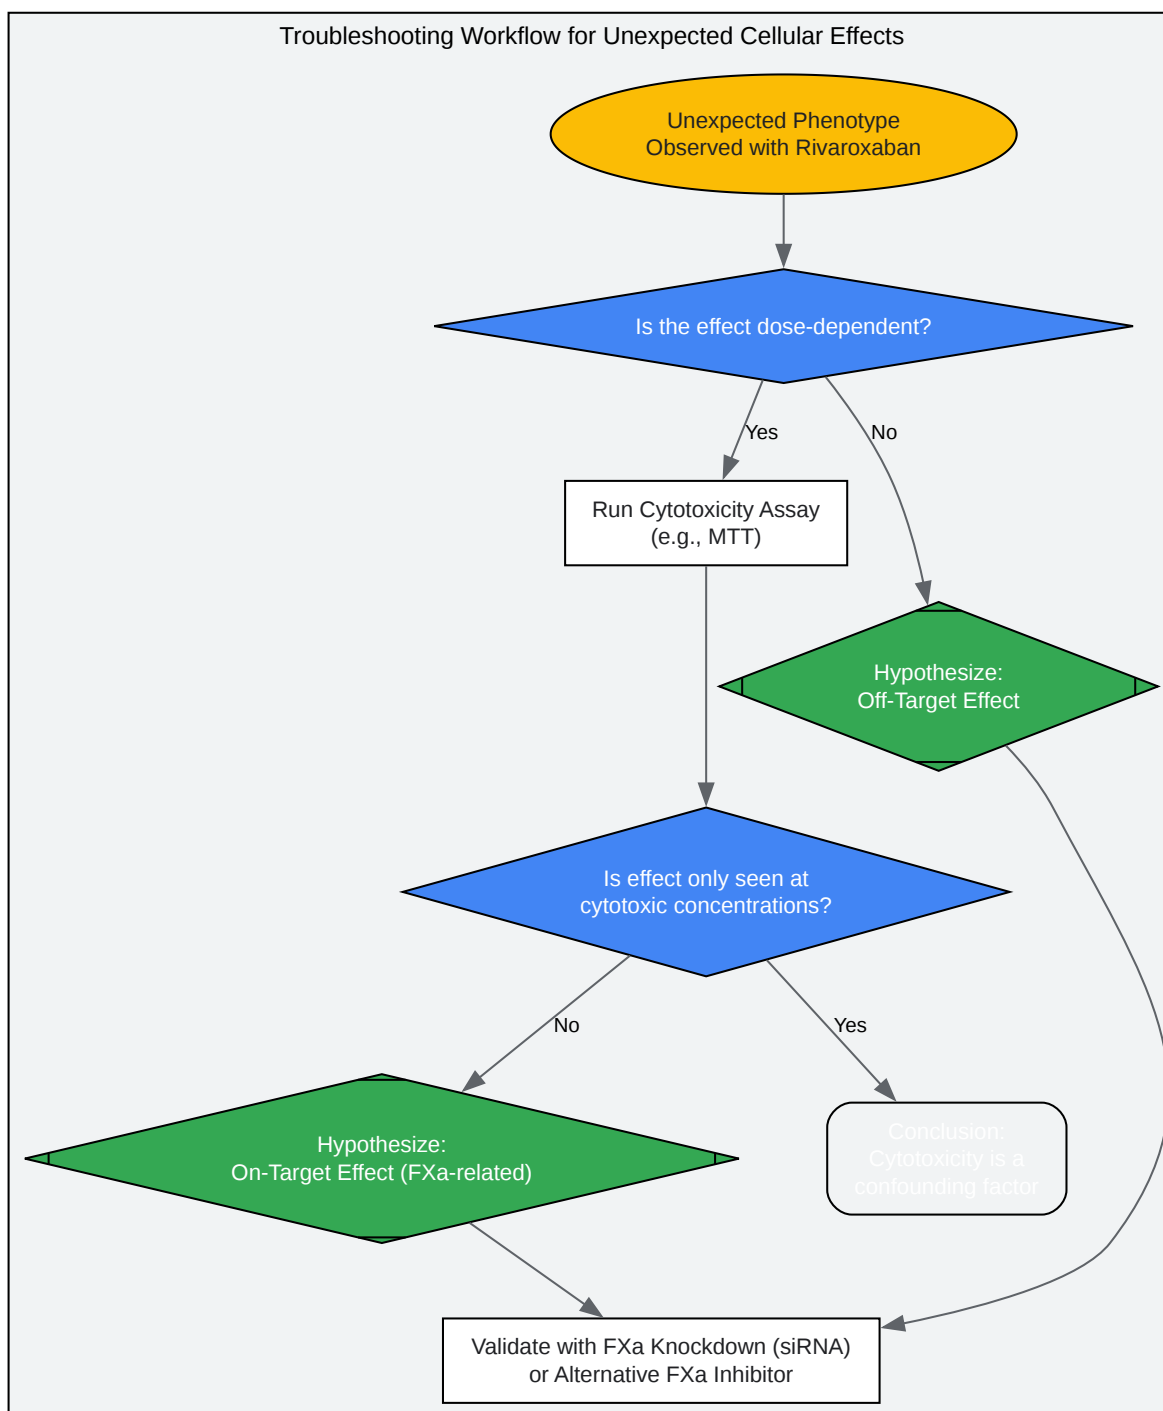 Troubleshooting Workflow for Unexpected Cellular Effects
Unexpected Phenotype
Observed with Rivaroxaban
Is the effect dose-dependent?
Yes
No
Run Cytotoxicity Assay
(e.g., MTT)
Hypothesize:
Off-Target Effect
Is effect only seen at
cytotoxic concentrations?
No
Yes
Hypothesize:
On-Target Effect (FXa-related)
Conclusion:
Cytotoxicity is a
confounding factor
Validate with FXa Knockdown (siRNA)
or Alternative FXa Inhibitor